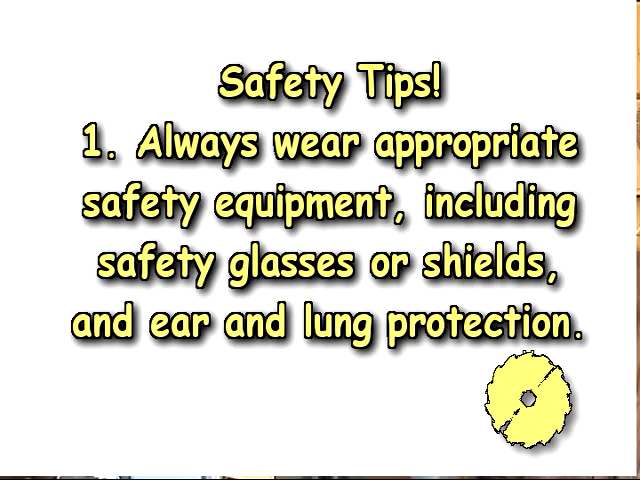 Safety Tips!
1. Always wear appropriate
safety equipment, including
safety glasses or shields,
and ear and lung protection.